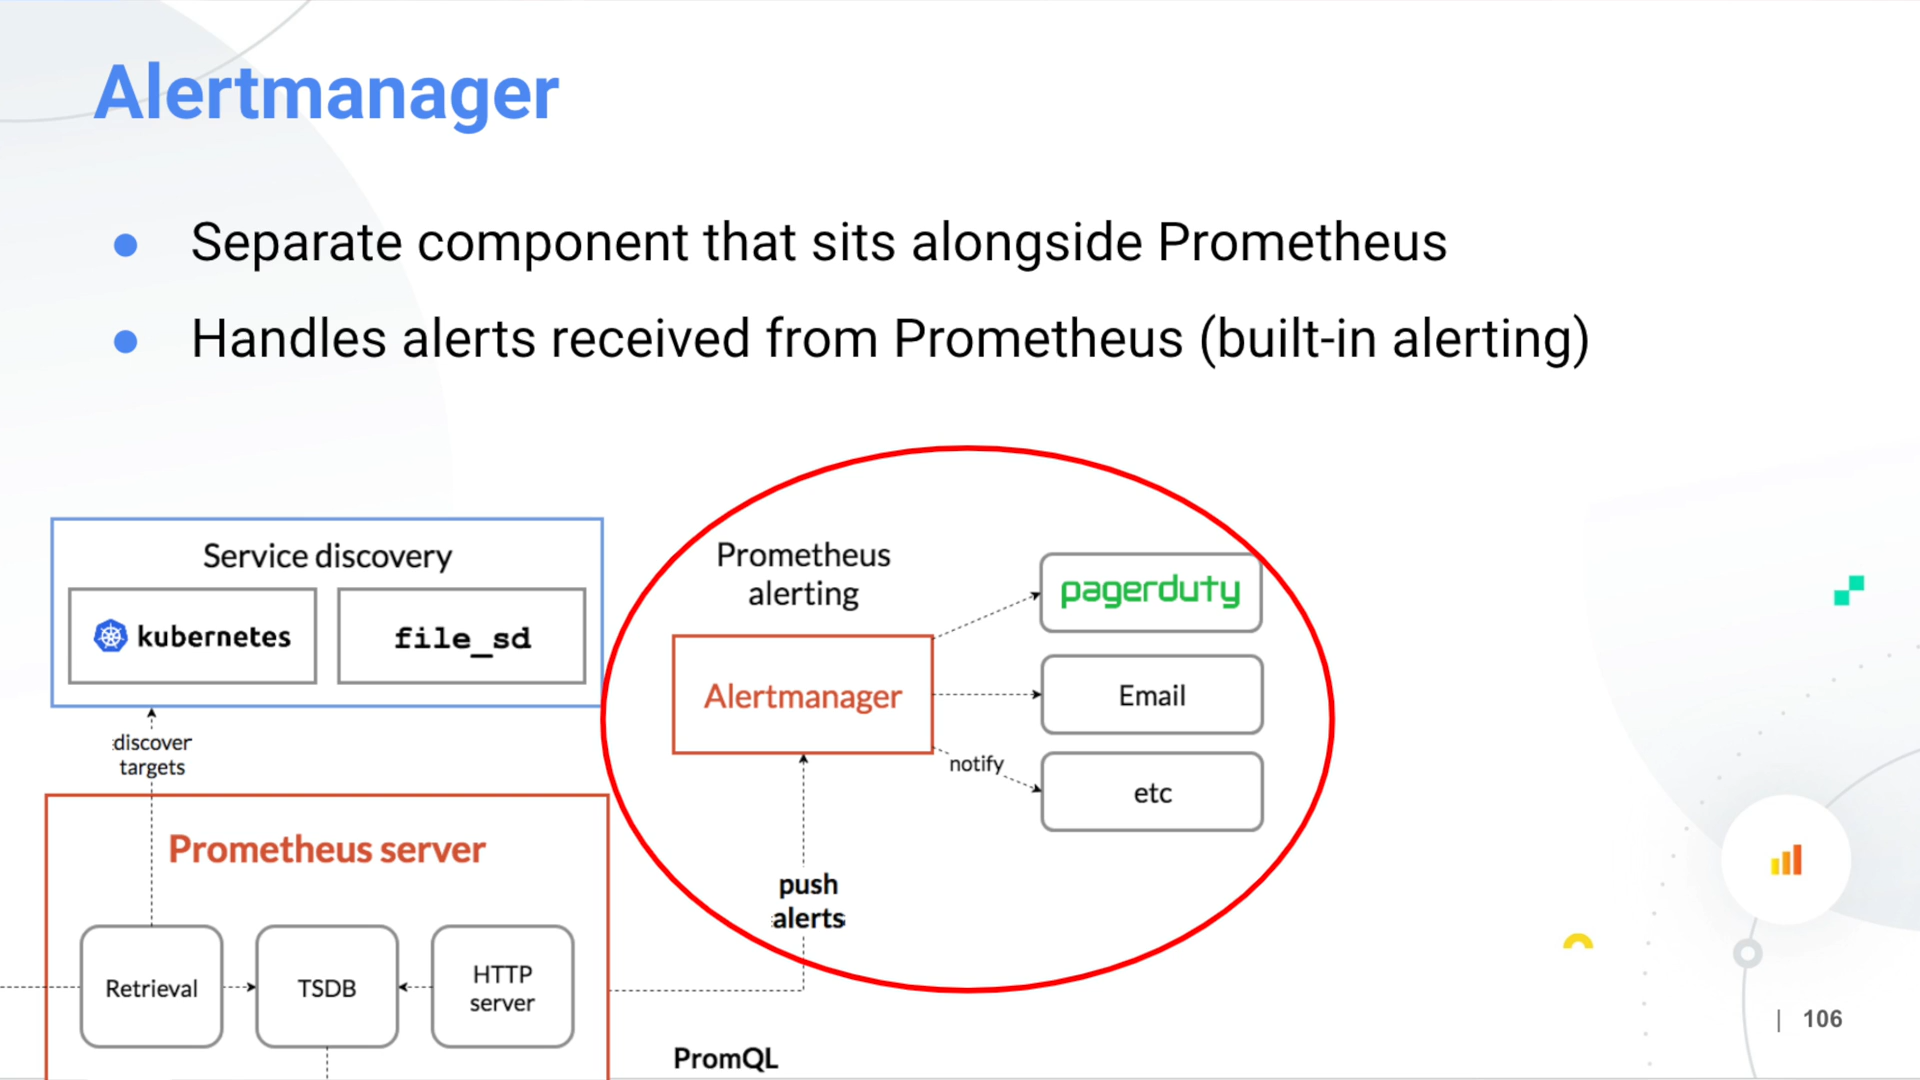 Alertmanager
Separate component that sits alongside Prometheus
Handles alerts received from Prometheus (built-in alerting)
Service discovery
kubernetes
file_sd
discover
targets
Prometheus server
Retrieval
TSDB
HTTP
server
Prometheus
alerting
Alertmanager
pagerduty
Email
notify
etc
push
alerts
PromQL
| 106